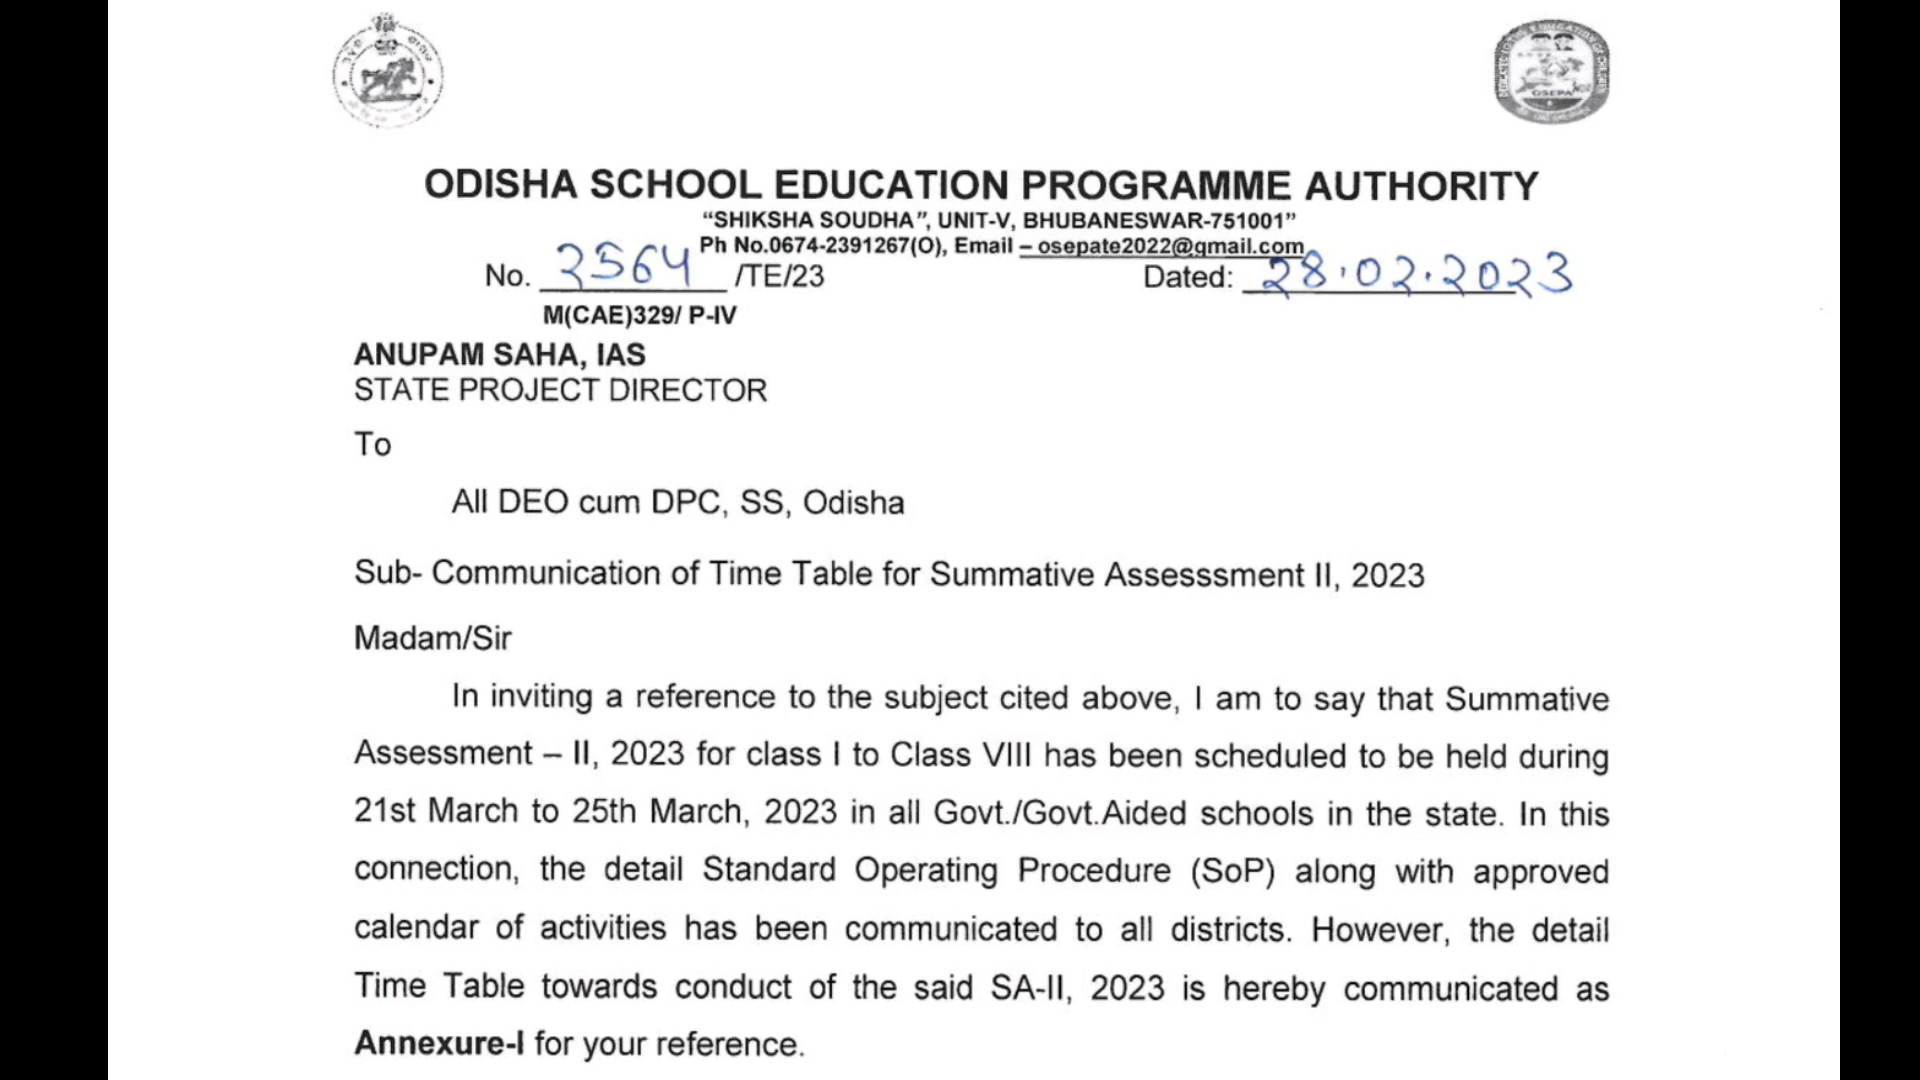 OSEPA
ODISHA SCHOOL EDUCATION PROGRAMME AUTHORITY
“SHIKSHA SOUDHA”, UNIT-V, BHUBANESWAR-751001”
Ph No.0674-2391267(O), Email – osepate2022@gmail.com
No. 2564 /TE/23 Dated: 28.02.2023
M(CAE)329/ P-IV
ANUPAM SAHA, IAS
STATE PROJECT DIRECTOR
To
All DEO cum DPC, SS, Odisha
Sub- Communication of Time Table for Summative Assesssment II, 2023
Madam/Sir
In inviting a reference to the subject cited above, I am to say that Summative
Assessment – II, 2023 for class I to Class VIII has been scheduled to be held during
21st March to 25th March, 2023 in all Govt./Govt.Aided schools in the state. In this
connection, the detail Standard Operating Procedure (SoP) along with approved
calendar of activities has been communicated to all districts. However, the detail
Time Table towards conduct of the said SA-II, 2023 is hereby communicated as
Annexure-I for your reference.